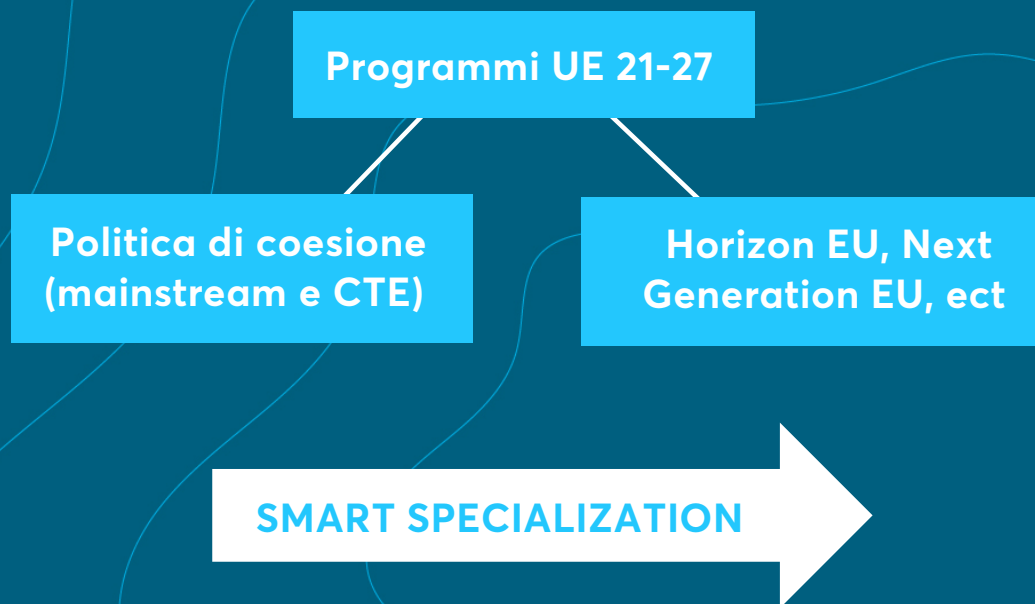 Programmi UE 21-27
Politica di coesione
(mainstream e CTE)
Horizon EU, Next
Generation EU, ect
SMART SPECIALIZATION